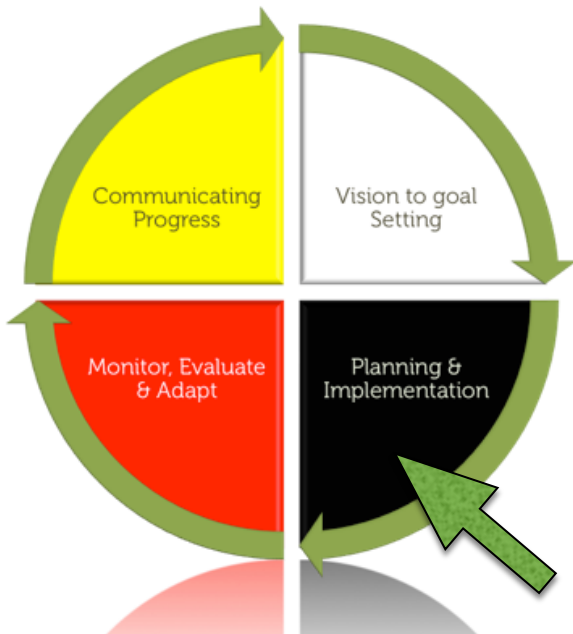 Communicating
Progress
Vision to goal
Setting
Monitor, Evaluate
& Adapt
Planning &
Implementation